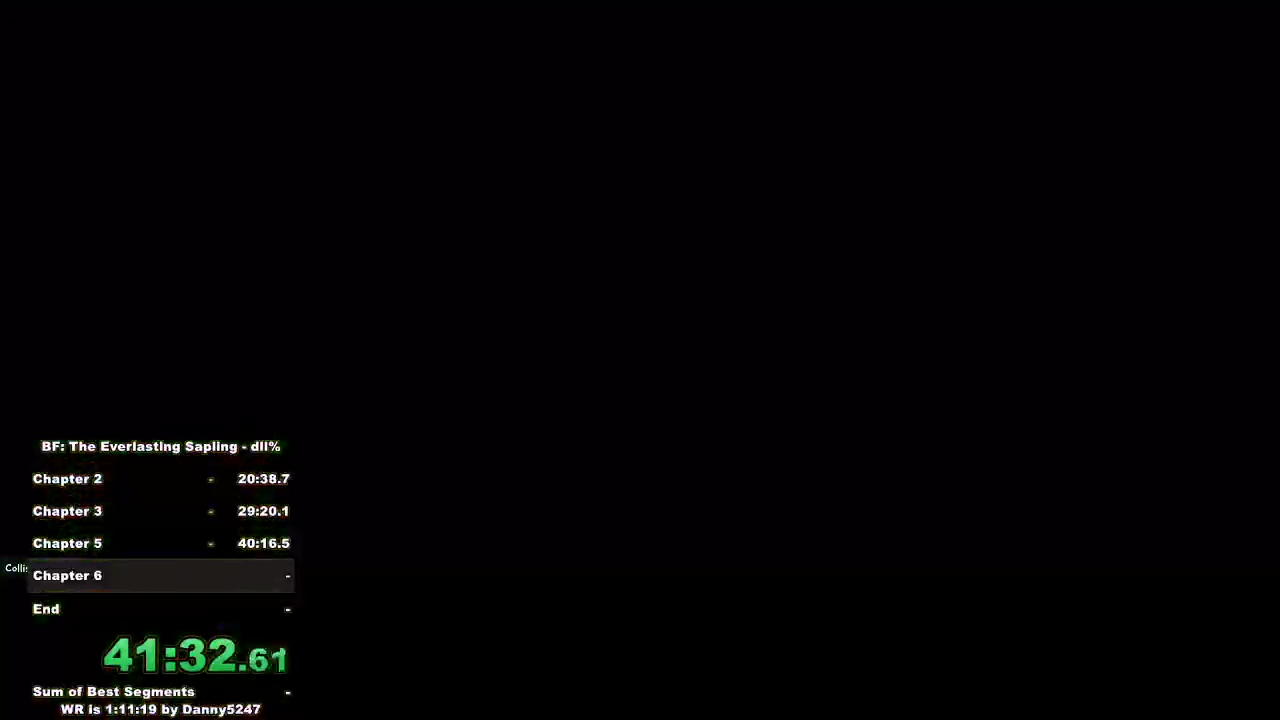 BF: The Everlasting Sapling - dll%
Chapter 2 - 20:38.7
Chapter 3 - 29:20.1
Chapter 5 - 40:16.5
Collis
Chapter 6 -
End -
41:32.61
Sum of Best Segments -
WR is 1:11:19 by Danny5247